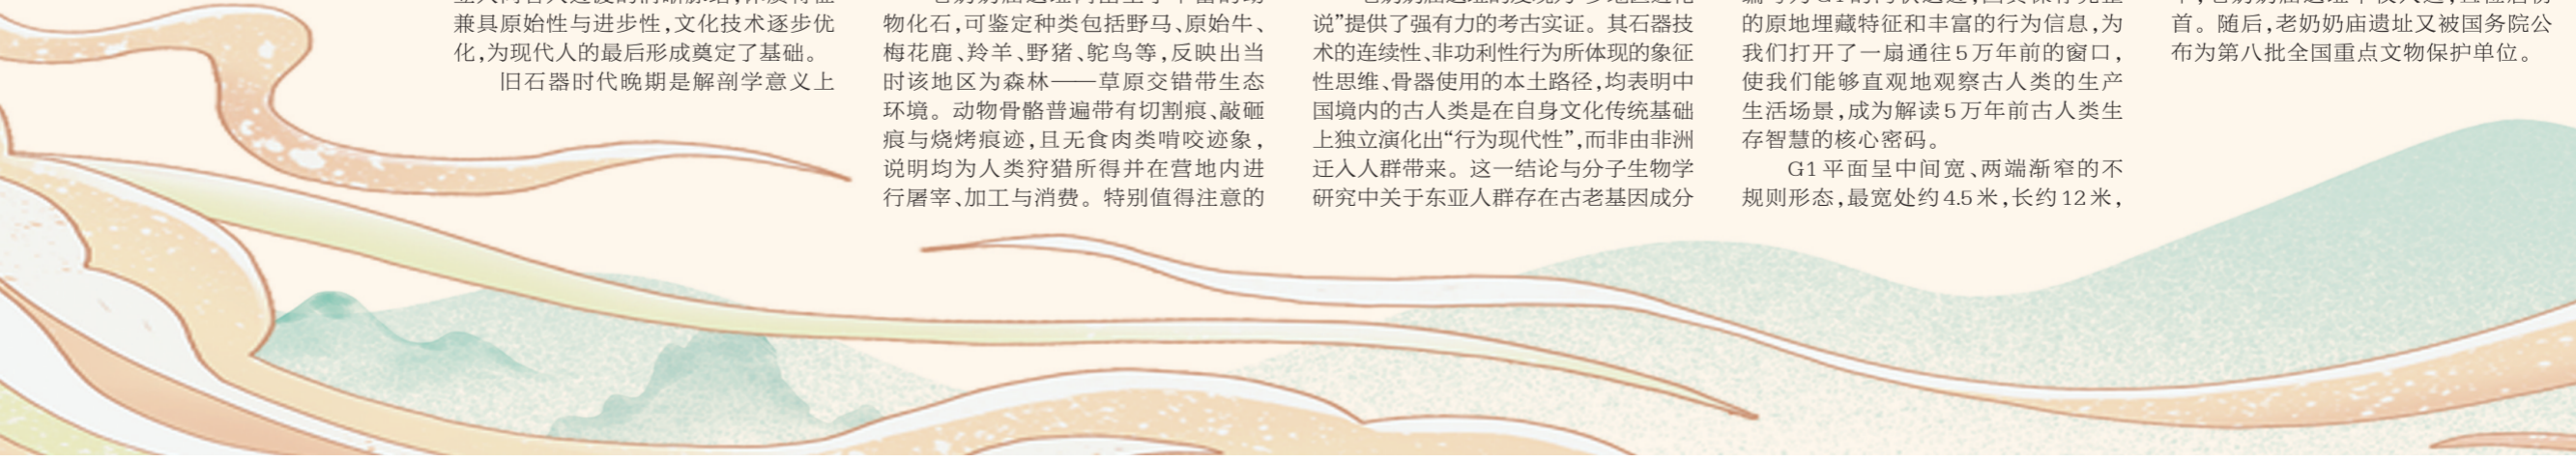 兼具原始性与进步性，文化技术逐步优
化，为现代人的最后形成奠定了基础。
旧石器时代晚期是解剖学意义上
物化石，可鉴定种类包括野马、原始牛、
梅花鹿、羚羊、野猪、鸵鸟等，反映出当
时该地区为森林——草原交错带生态
环境。动物骨骼普遍带有切割痕、敲砸
痕与烧烤痕迹，且无食肉类啃咬迹象，
说明均为人类狩猎所得并在营地内进
行屠宰、加工与消费。特别值得注意的
说”提供了强有力的考古实证。其石器技
术的连续性、非功利性行为所体现的象征
性思维、骨器使用的本土路径，均表明中
国境内的古人类是在自身文化传统基础
上独立演化出“行为现代性”，而非由非洲
迁入人群带来。这一结论与分子生物学
研究中关于东亚人群存在古老基因成分
的原地埋藏特征和丰富的行为信息，为
我们打开了一扇通往5万年前的窗口，
使我们能够直观地观察古人类的生产
生活场景，成为解读5万年前古人类生
存智慧的核心密码。
G1平面呈中间宽、两端渐窄的不
规则形态，最宽处约4.5米，长约12米，
首。随后，老奶奶庙遗址又被国务院公
布为第八批全国重点文物保护单位。